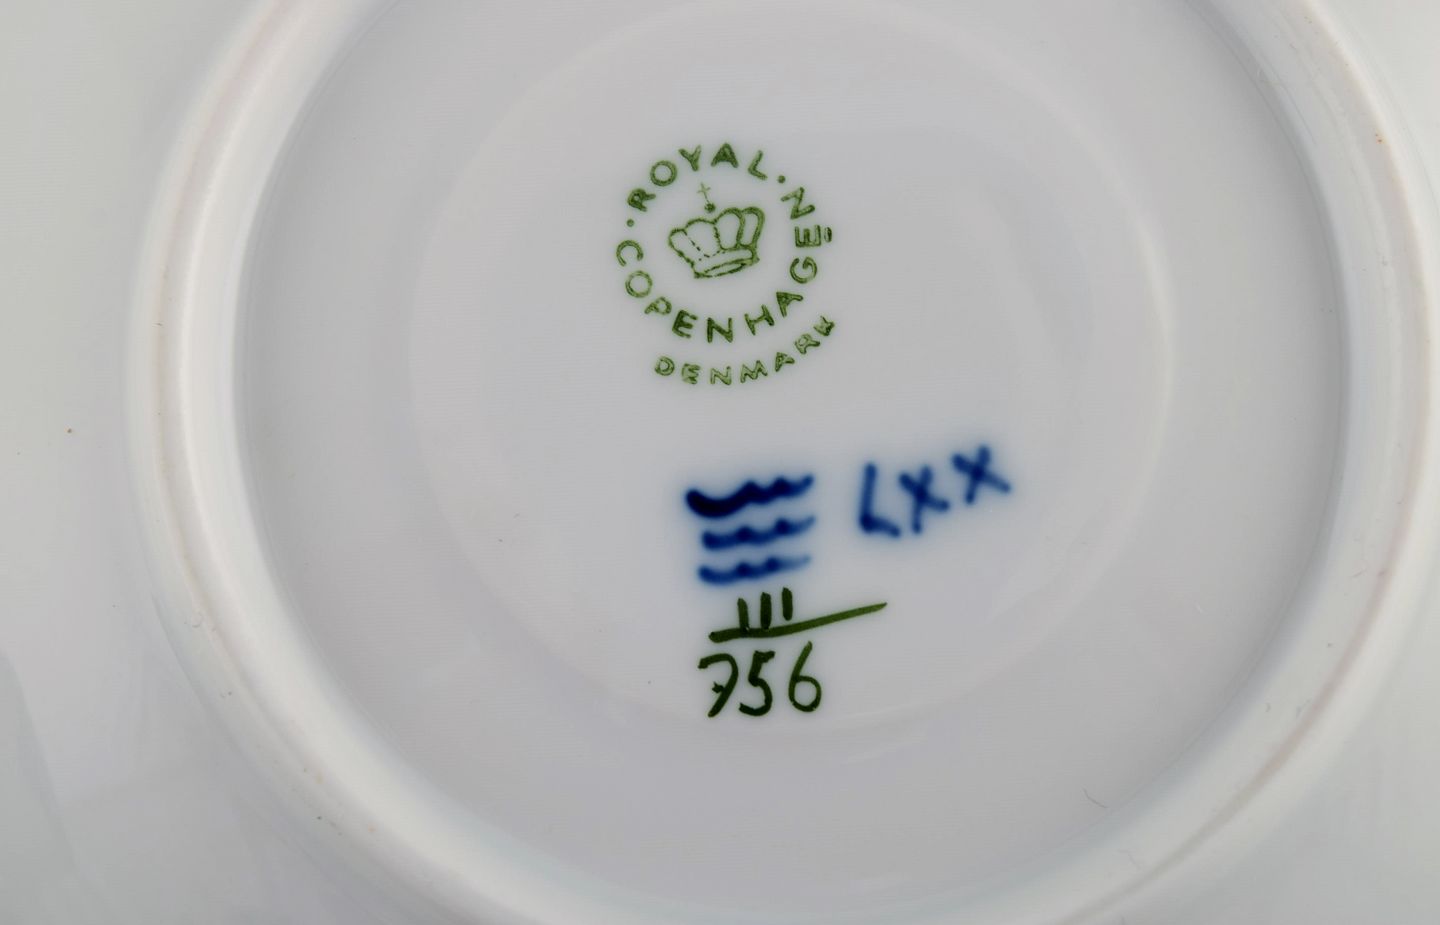 ROYAL · COPENHAGEN ·
DENMARK
LXX
III
756